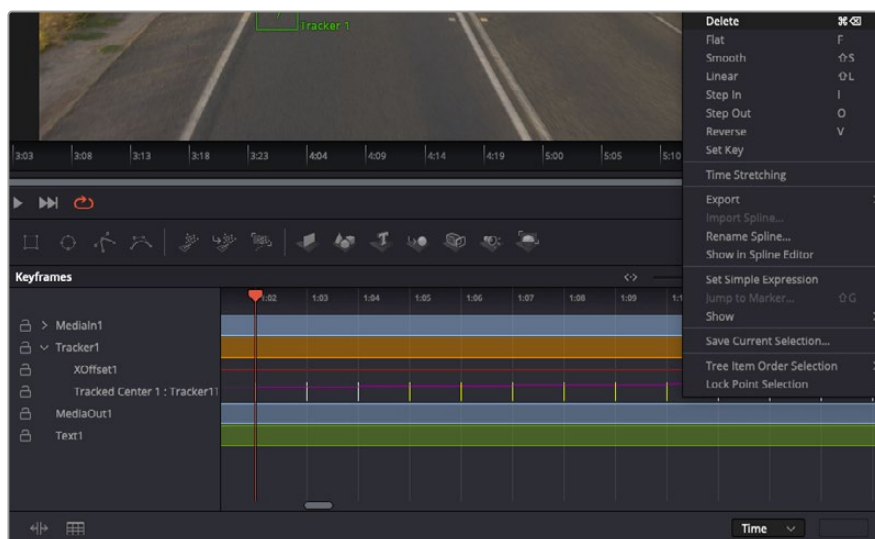 Tracker 1
Delete ⌘⌫
Flat F
Smooth ⇧S
Linear ⇧L
Step In I
Step Out O
Reverse V
Set Key
Time Stretching
Export
Import Spline...
Rename Spline...
Show in Spline Editor
Set Simple Expression
Jump to Marker... ⇧G
Show
Save Current Selection...
Tree Item Order Selection
Lock Point Selection
3:03 3:08 3:13 3:18 3:23 4:04 4:09 4:14 4:19 5:00 5:05 5:10
Keyframes
1:02 1:03 1:04 1:05 1:06 1:07 1:08 1:09
MediaIn1
Tracker1
XOffset1
Tracked Center 1 : Tracker1
MediaOut1
Text1
Time